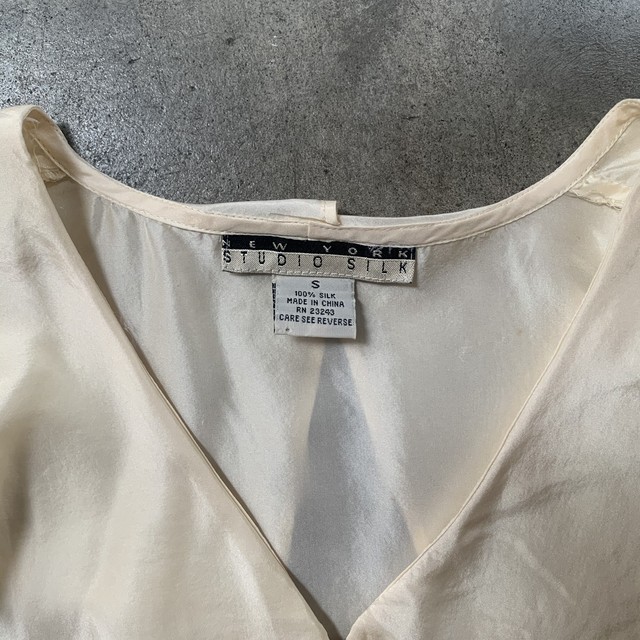 NEW YORK
STUDIO SILK
S
100% SILK
MADE IN CHINA
RN 23243
CARE SEE REVERSE